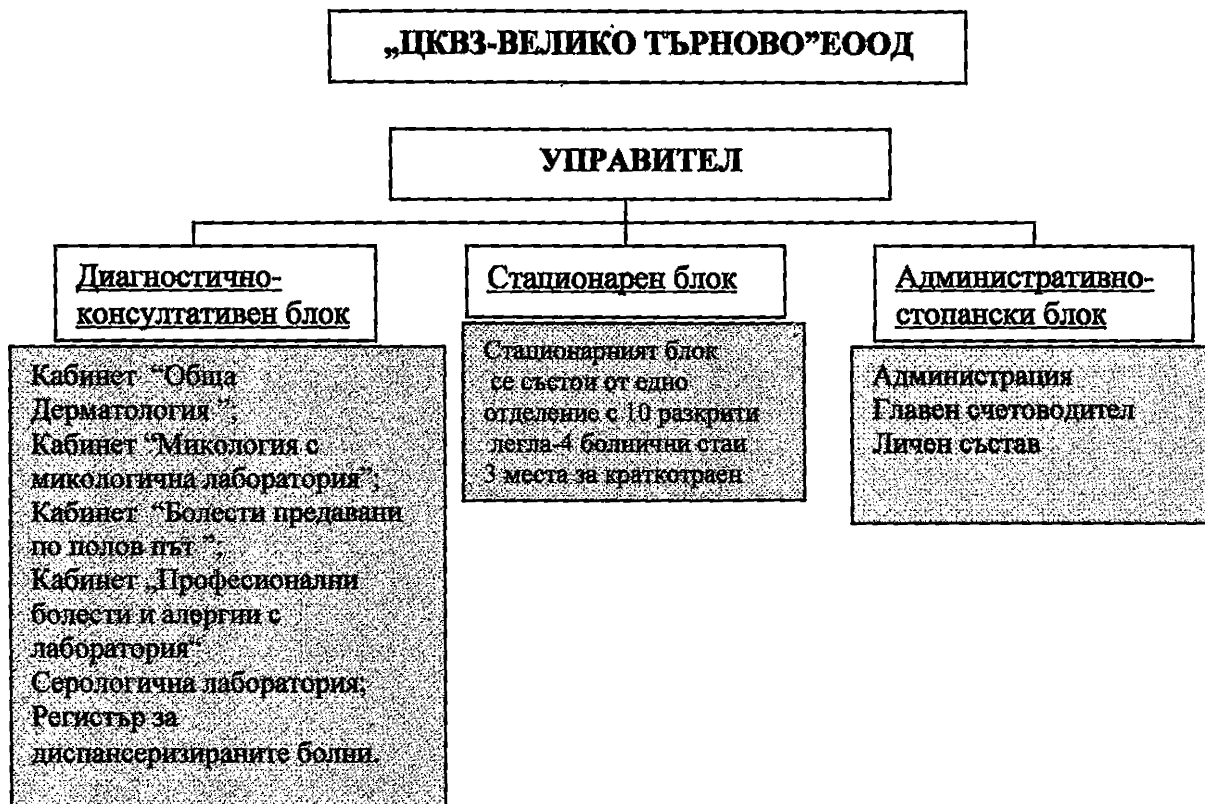 „ЦКВЗ-ВЕЛИКО ТЪРНОВО”ЕООД
УПРАВИТЕЛ
Диагностично-
консултативен блок
Кабинет “Обща
Дерматология ”;
Кабинет “Микология с
микологична лаборатория”;
Кабинет “Болести предавани
по полов път ”;
Кабинет „Професионални
болести и алергии с
лаборатория“
Серологична лаборатория;
Регистър за
диспансеризираните болни.
Стационарен блок
Стационарният блок
се състои от едно
отделение с 10 разкрити
легла-4 болнични стаи
3 места за краткотраен
Административно-
стопански блок
Администрация
Главен счетоводител
Личен състав